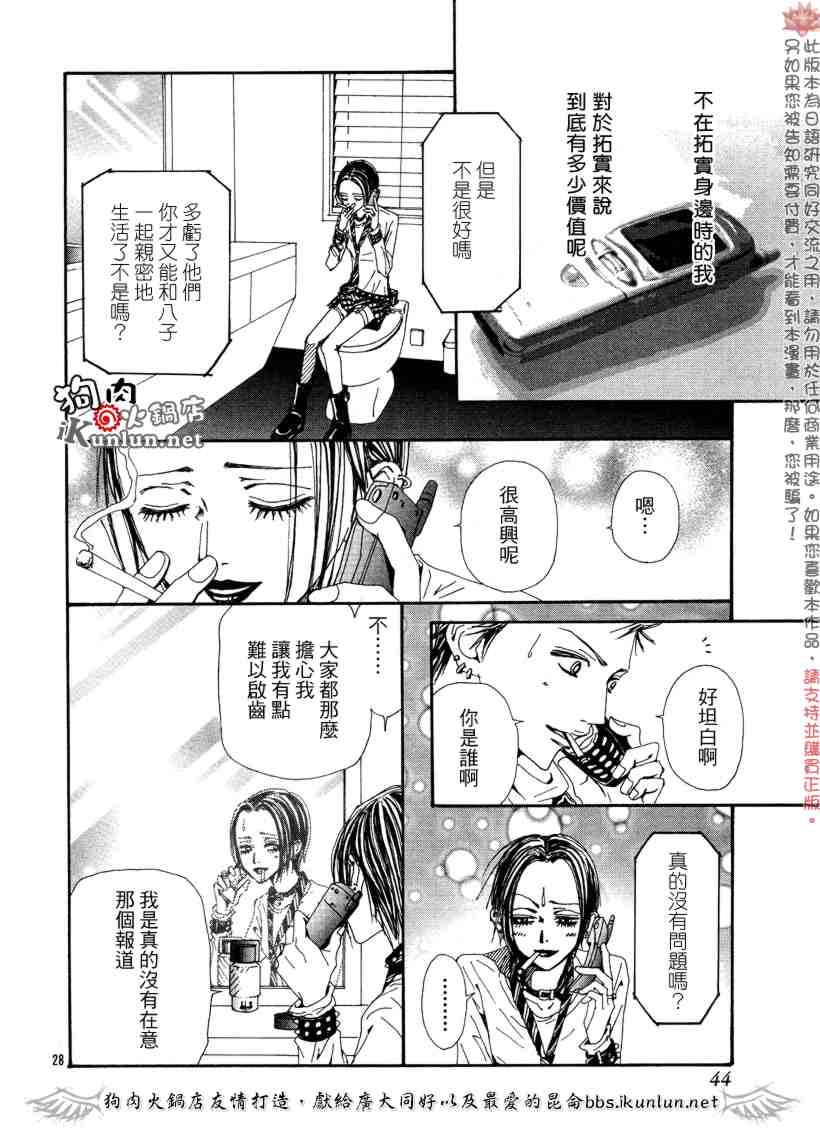 不在拓實身邊時的我
對於拓實來說
到底有多少價值呢
但是
不是很好嗎
多虧了他們
你才又能和八子
一起親密地
生活了不是嗎？
狗肉火鍋店
iKunlun.net
嗯…
很高興呢
好坦白啊
你是誰啊
不……
大家都那麼
擔心我
讓我有點
難以啟齒
真的沒有問題嗎？
……
我是真的沒有在意
那個報道
28
44
狗肉火鍋店友情打造，獻給廣大同好以及最愛的昆侖bbs.ikunlun.net
此版本為日語研究同好交流之用，請勿用於任何商業用途。如果您喜歡本作品，請支持並購買正版。
另如果您被告知需要付費，才能看到本漫畫，那麼，您被騙了！